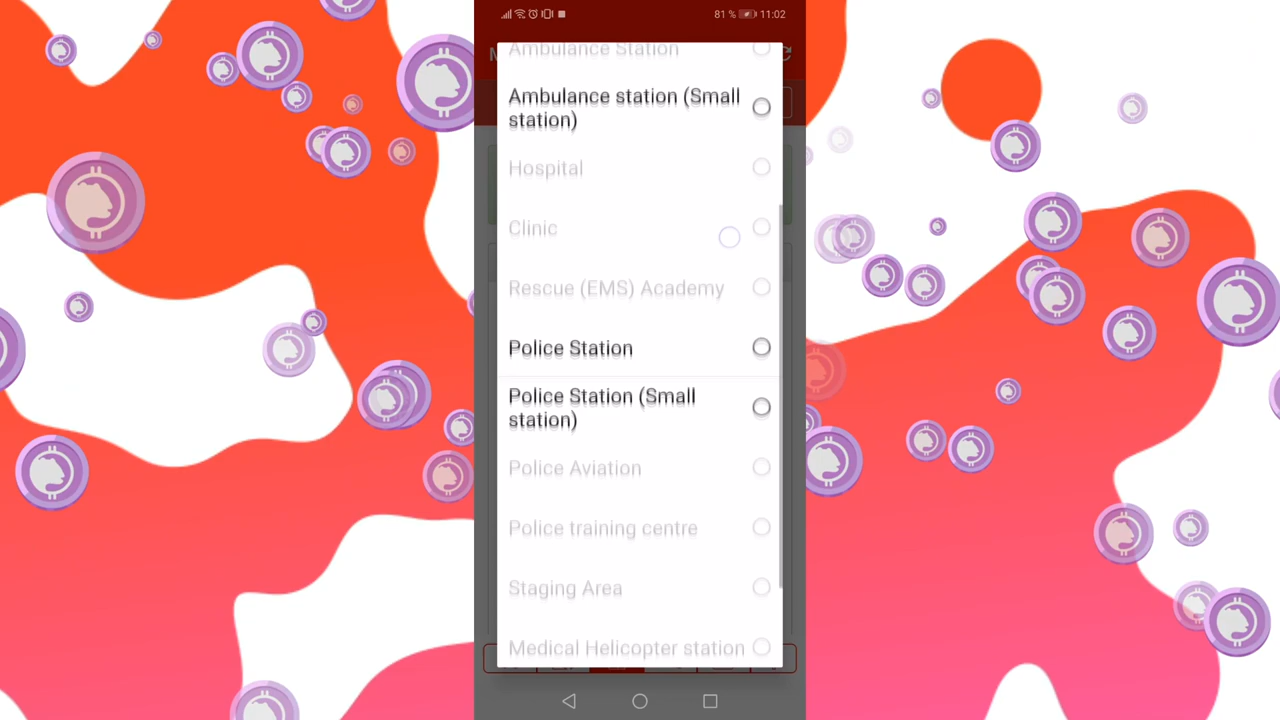 81 % 11:02
M
Ambulance Station
Ambulance station (Small
station)
Hospital
Clinic
Rescue (EMS) Academy
Police Station
Police Station (Small
station)
Police Aviation
Police training centre
Staging Area
Medical Helicopter station